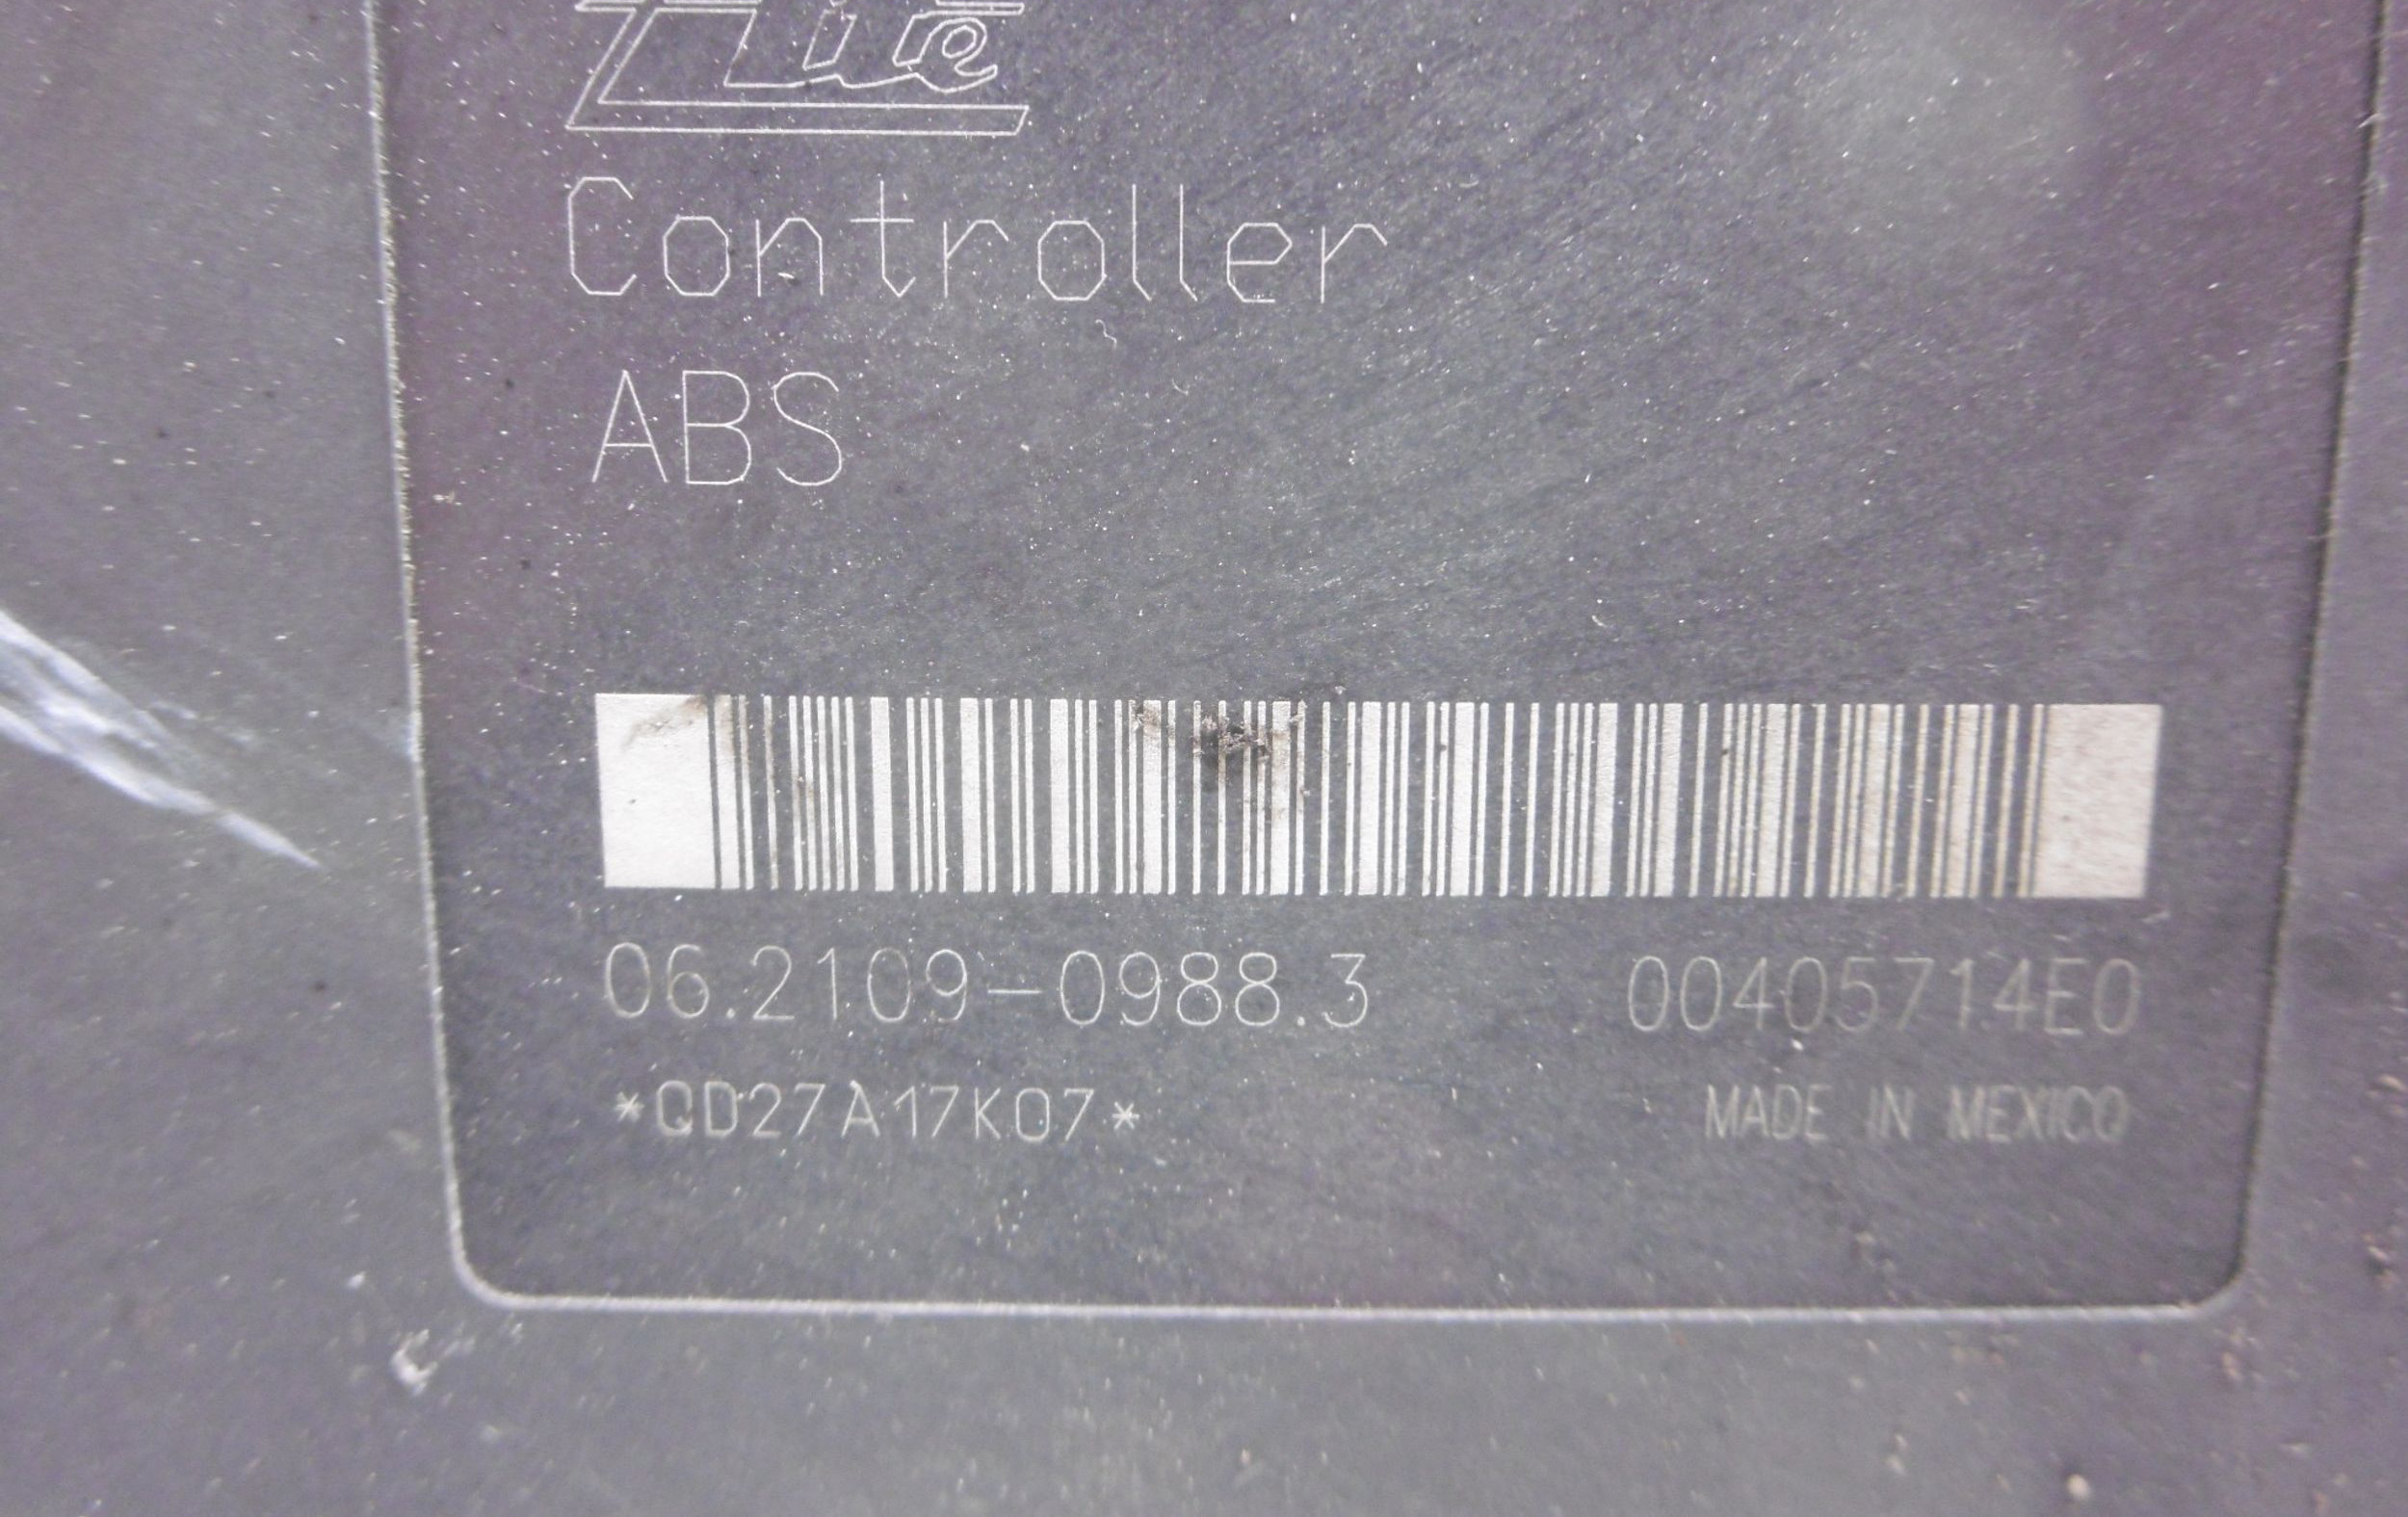 Controller
ABS
06.2109-0988.3 00405714E0
*QD27A17K07*
MADE IN MEXICO